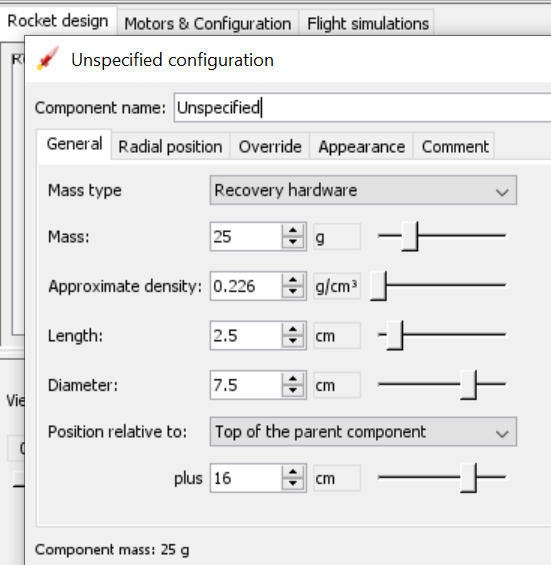 Rocket design Motors & Configuration Flight simulations
Unspecified configuration
Component name: Unspecified
General Radial position Override Appearance Comment
Mass type Recovery hardware
Mass: 25 g
Approximate density: 0.226 g/cm³
Length: 2.5 cm
Diameter: 7.5 cm
Position relative to: Top of the parent component
plus 16 cm
Component mass: 25 g